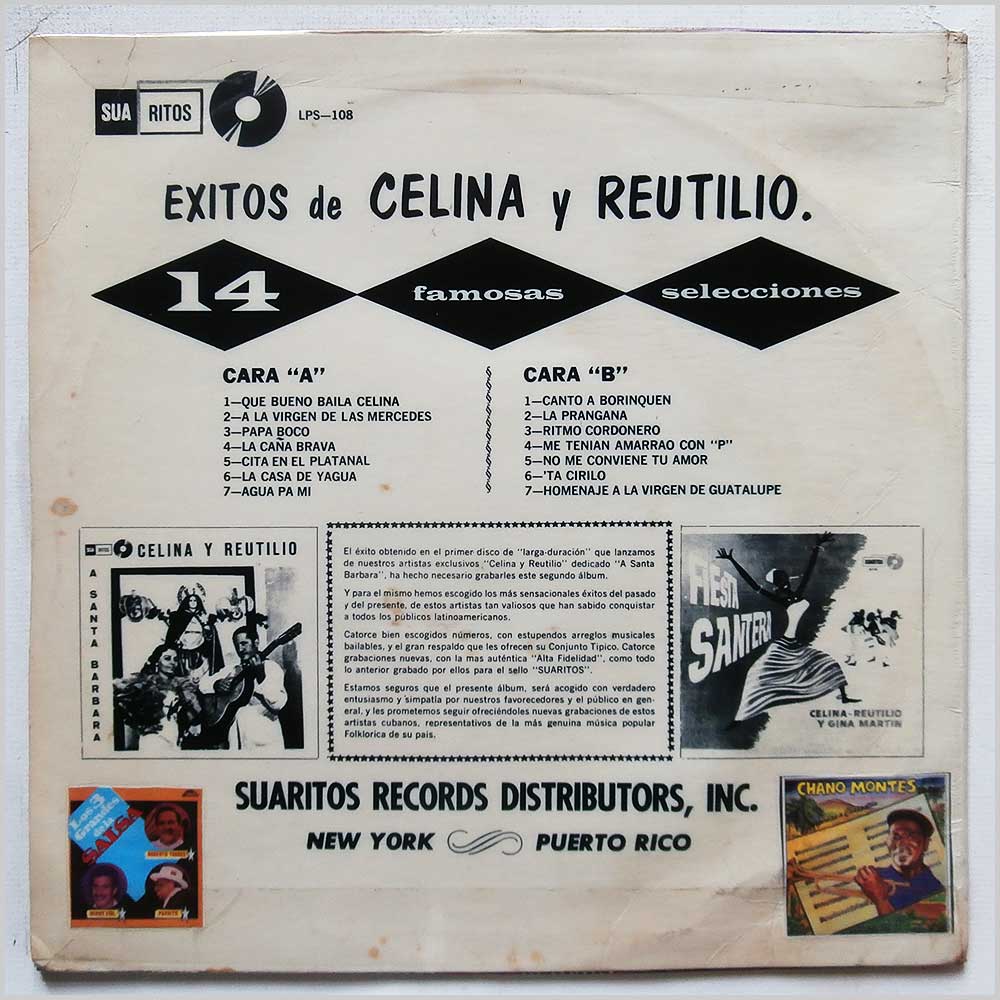 SUA RITOS LPS-108
EXITOS de CELINA y REUTILIO.
14 famosas selecciones
CARA "A"
1-QUE BUENO BAILA CELINA
2-A LA VIRGEN DE LAS MERCEDES
3-PAPA BOCO
4-LA CAÑA BRAVA
5-CITA EN EL PLATANAL
6-LA CASA DE YAGUA
7-AGUA PA MI
CARA "B"
1-CANTO A BORINQUEN
2-LA PRANGANA
3-RITMO CORDONERO
4-ME TENIAN AMARRAO CON "P"
5-NO ME CONVIENE TU AMOR
6-'TA CIRILO
7-HOMENAJE A LA VIRGEN DE GUATALUPE
SUA RITOS CELINA Y REUTILIO
A SANTA BARBARA
El éxito obtenido en el primer disco de "larga-duración" que lanzamos
de nuestros artistas exclusivos "Celina y Reutilio" dedicado "A Santa
Barbara", ha hecho necesario grabarles este segundo álbum.
Y para el mismo hemos escogido los más sensacionales éxitos del pasado
y del presente, de estos artistas tan valiosos que han sabido conquistar
a todos los públicos latinoamericanos.
Catorce bien escogidos números, con estupendos arreglos musicales
bailables, y el gran respaldo que les ofrecen su Conjunto Tipico. Catorce
grabaciones nuevas, con la mas auténtica "Alta Fidelidad", como todo
lo anterior grabado por ellos para el sello "SUARITOS".
Estamos seguros que el presente álbum, será acogido con verdadero
entusiasmo y simpatia por nuestros favorecedores y el público en gen-
eral, y les prometemos seguir ofreciéndoles nuevas grabaciones de estos
artistas cubanos, representativos de la más genuina música popular
Folklorica de su país.
FIESTA
SANTERA
CELINA-REUTILIO
Y GINA MARTIN
SUARITOS RECORDS DISTRIBUTORS, INC.
NEW YORK PUERTO RICO
Los 3
Grandes
de la
SALSA
ROBERTO TORRES
CHANO MONTES